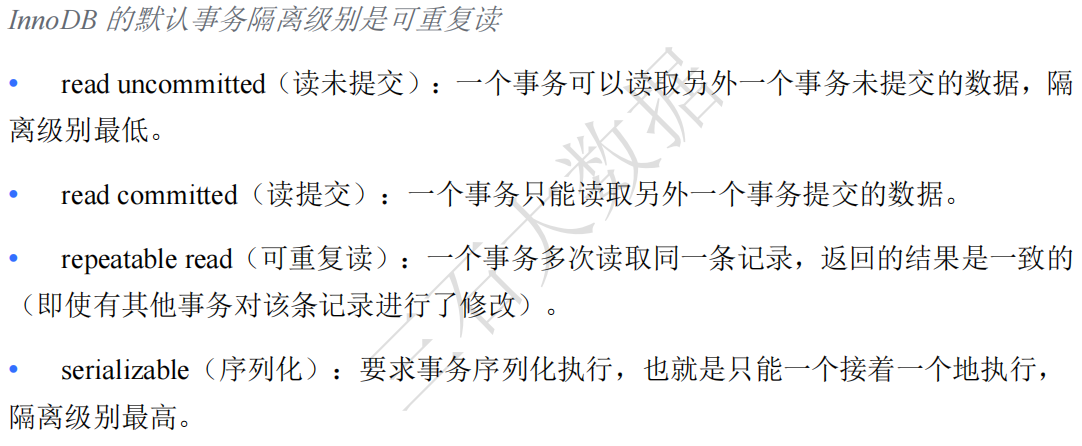 InnoDB 的默认事务隔离级别是可重复读
• read uncommitted（读未提交）：一个事务可以读取另外一个事务未提交的数据，隔
离级别最低。
• read committed（读提交）：一个事务只能读取另外一个事务提交的数据。
• repeatable read（可重复读）：一个事务多次读取同一条记录，返回的结果是一致的
（即使有其他事务对该条记录进行了修改）。
• serializable（序列化）：要求事务序列化执行，也就是只能一个接着一个地执行，
隔离级别最高。
三石大数据